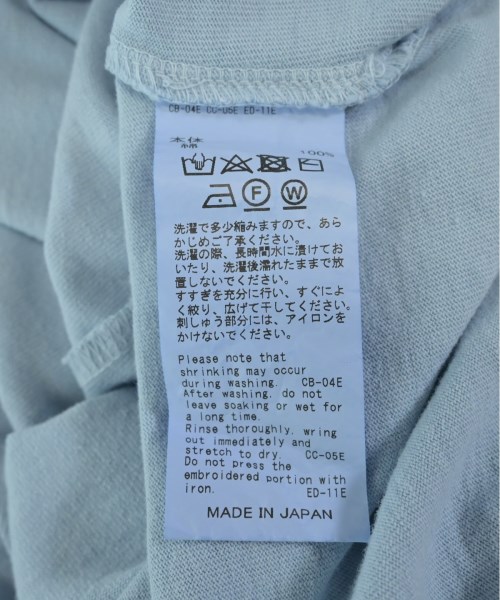 CB-04E CC-05E ED-11E
本体
綿 100%
F W
洗濯で多少縮みますので、あら
かじめご了承ください。
洗濯の際、長時間水に漬けてお
いたり、洗濯後濡れたままで放
置しないでください。
すすぎを充分に行い、すぐによ
く絞り、広げて干してください。
刺しゅう部分には、アイロンを
かけないでください。
Please note that
shrinking may occur
during washing. CB-04E
After washing, do not
leave soaking or wet for
a long time.
Rinse thoroughly, wring
out immediately and
stretch to dry. CC-05E
Do not press the
embroidered portion with
iron. ED-11E
MADE IN JAPAN